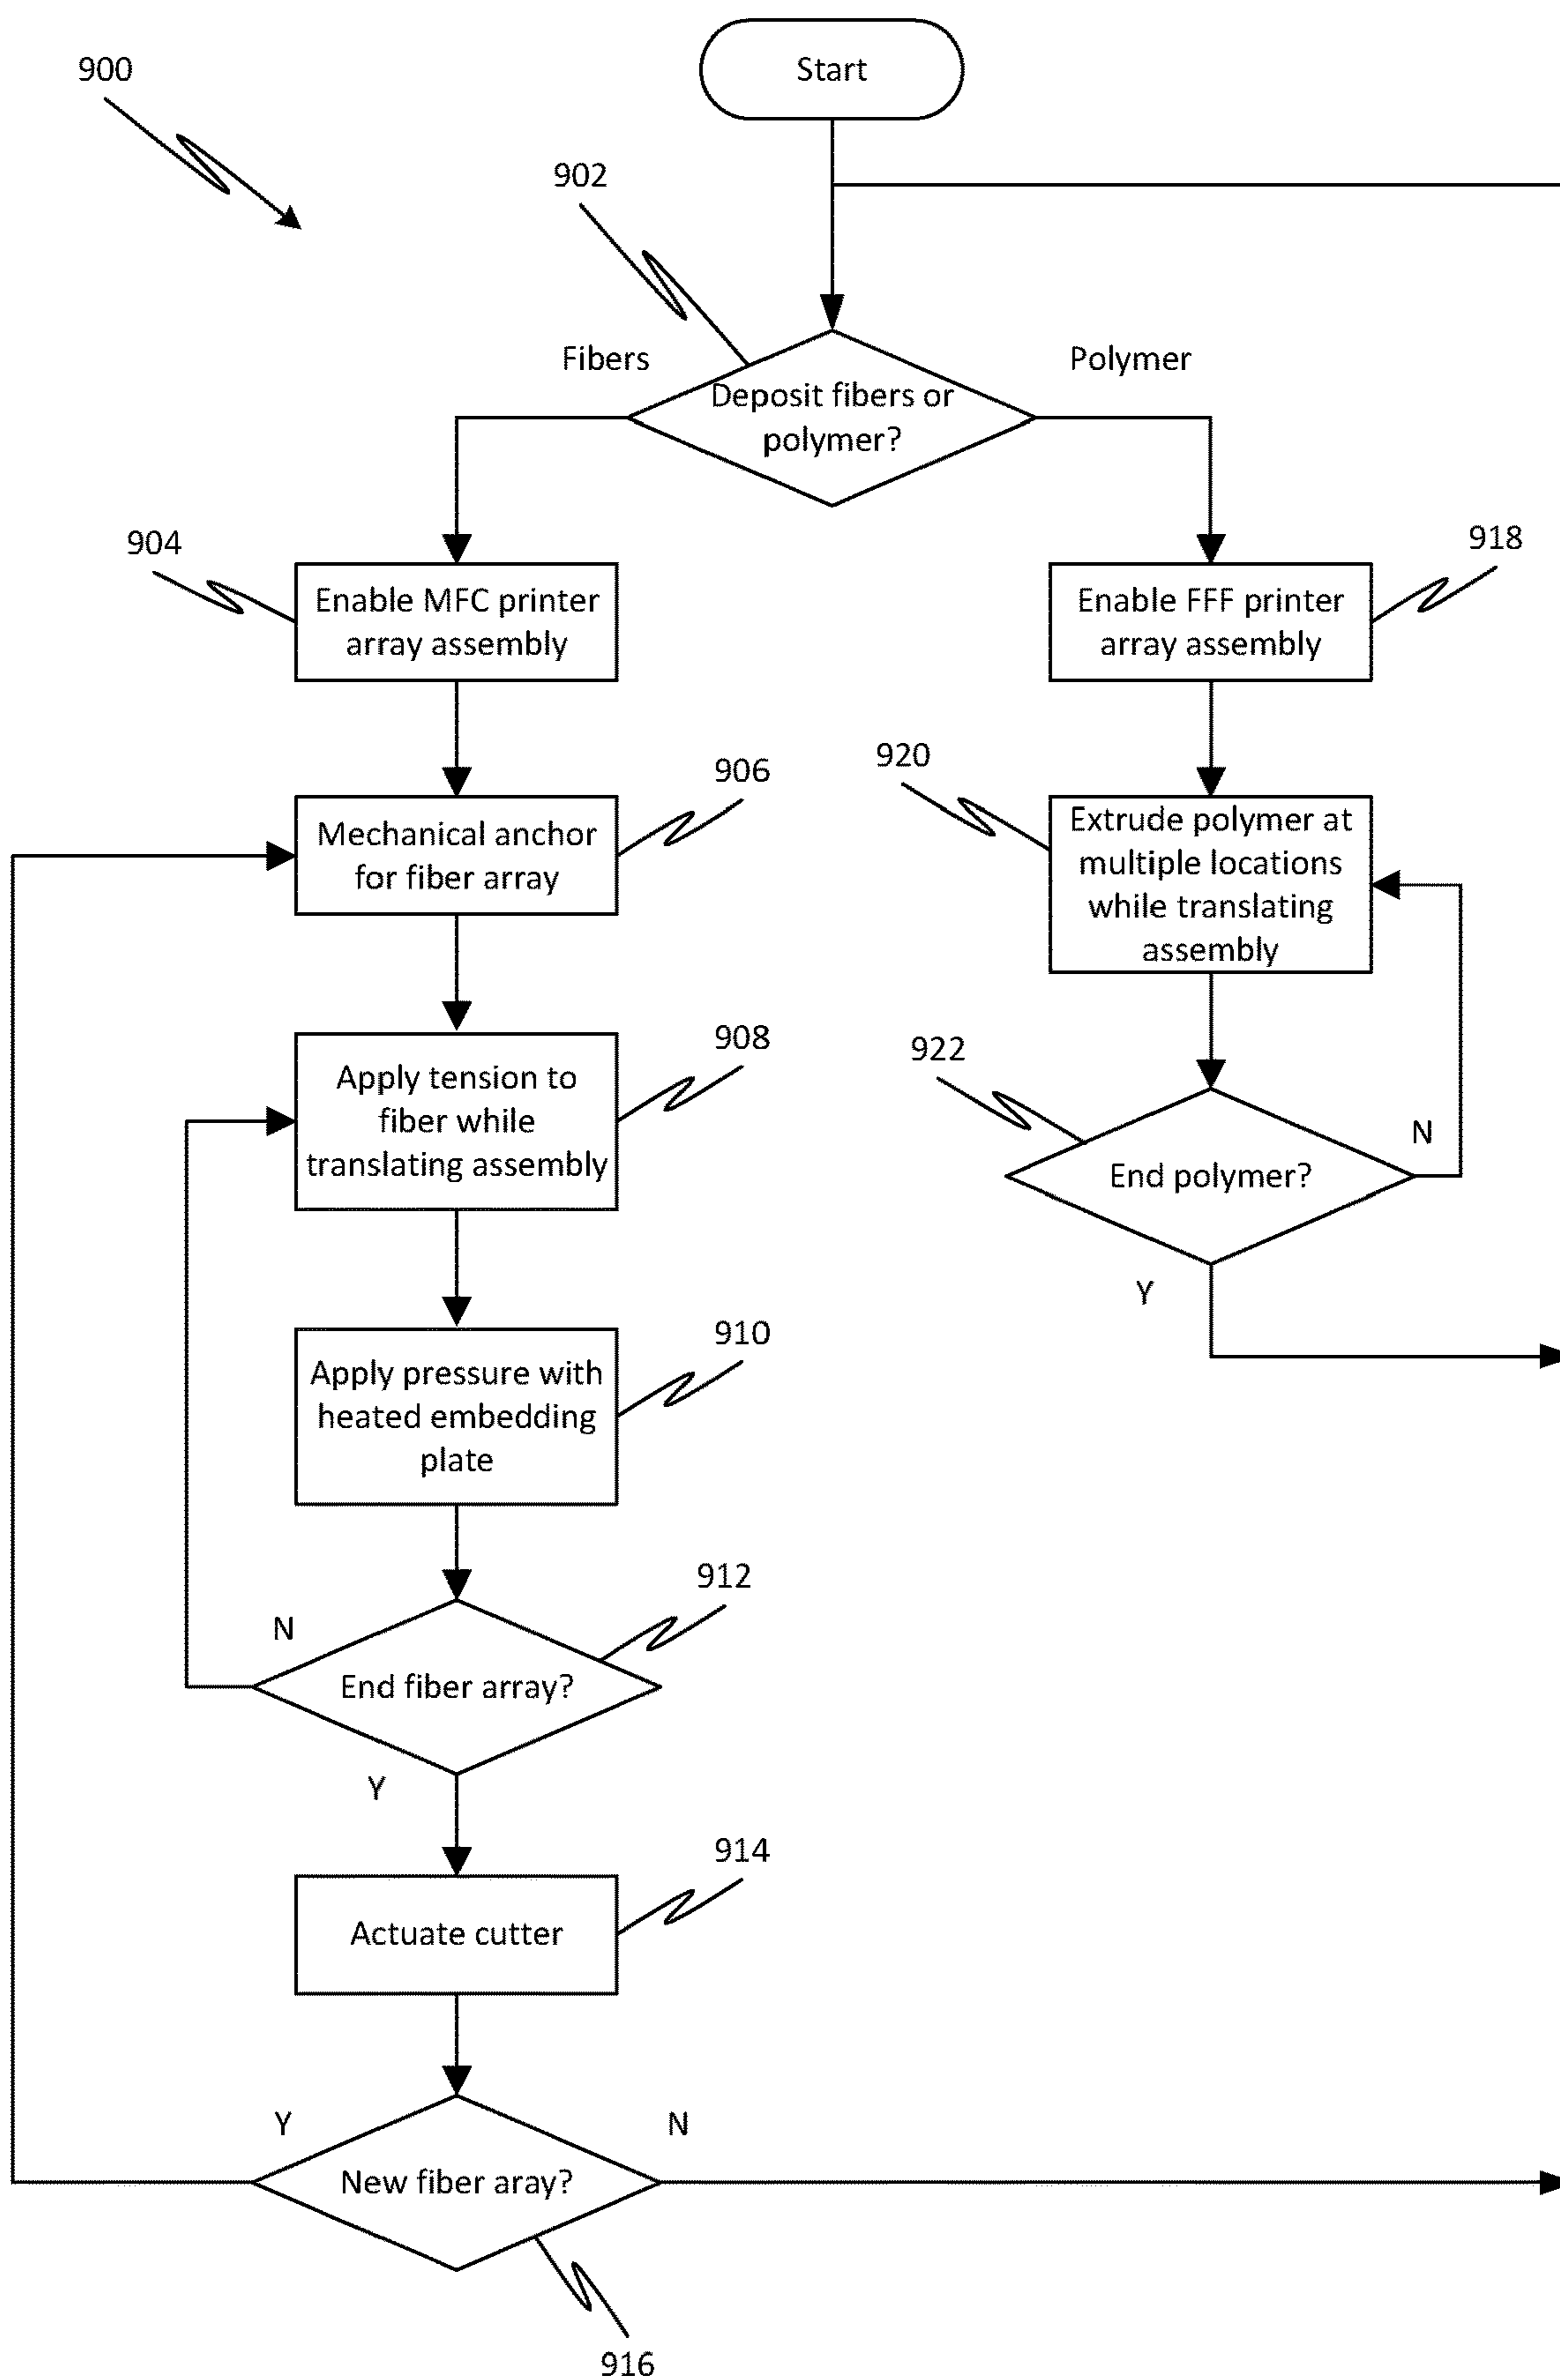 900
Start
902
Fibers
Polymer
Deposit fibers or
polymer?
904
Enable MFC printer
array assembly
918
Enable FFF printer
array assembly
906
Mechanical anchor
for fiber array
920
Extrude polymer at
multiple locations
while translating
assembly
908
Apply tension to
fiber while
translating assembly
922
N
End polymer?
Y
910
Apply pressure with
heated embedding
plate
912
N
End fiber array?
Y
914
Actuate cutter
Y
N
New fiber aray?
916